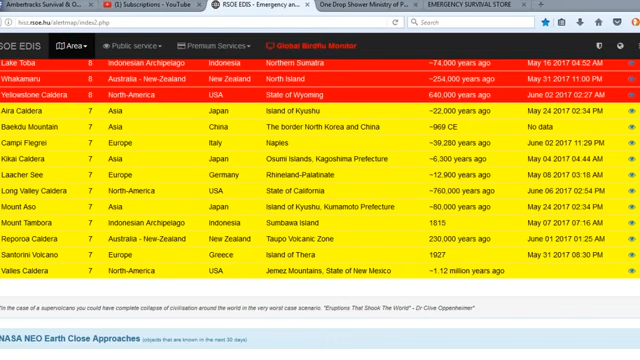 Ambertracks Survival & O... × Subscriptions - YouTube × RSOE EDIS - Emergency an... × One Drop Shower Ministry of P... × EMERGENCY SURVIVAL STORE ×
hisz.rsoe.hu/alertmap/index2.php Search
RSOE EDIS Area Public service Premium Services Global Birdflu Monitor
Lake Toba 8 Indonesian Archipelago Indonesia Northern Sumatra ~74,000 years ago May 16 2017 04:52 AM
Whakamaru 8 Australia - New-Zealand New Zealand North Island ~254,000 years ago May 31 2017 11:00 PM
Yellowstone Caldera 8 North-America USA State of Wyoming 640,000 years ago June 02 2017 02:27 AM
Aira Caldera 7 Asia Japan Island of Kyushu ~22,000 years ago May 24 2017 02:34 PM
Baekdu Mountain 7 Asia China The border North Korea and China ~969 CE No data
Campi Flegrei 7 Europe Italy Naples ~39,280 years ago June 02 2017 11:29 PM
Kikai Caldera 7 Asia Japan Osumi Islands, Kagoshima Prefecture ~6,300 years ago May 04 2017 04:44 AM
Laacher See 7 Europe Germany Rhineland-Palatinate ~12,900 years ago May 08 2017 03:18 AM
Long Valley Caldera 7 North-America USA State of California ~760,000 years ago June 06 2017 02:54 PM
Mount Aso 7 Asia Japan Island of Kyushu, Kumamoto Prefecture ~80,000 years ago May 24 2017 02:34 PM
Mount Tambora 7 Indonesian Archipelago Indonesia Sumbawa Island 1815 May 07 2017 07:16 AM
Reporoa Caldera 7 Australia - New-Zealand New Zealand Taupo Volcanic Zone 230,000 years ago June 01 2017 01:25 AM
Santorini Volcano 7 Europe Greece Island of Thera 1927 May 31 2017 08:30 PM
Valles Caldera 7 North-America USA Jemez Mountains, State of New Mexico ~1.12 million years ago
"In the case of a supervolcano you could have complete collapse of civilisation around the world in the very worst case scenario. "Eruptions That Shook The World" - Dr Clive Oppenheimer"
NASA NEO Earth Close Approaches (objects that are known in the next 30 days)